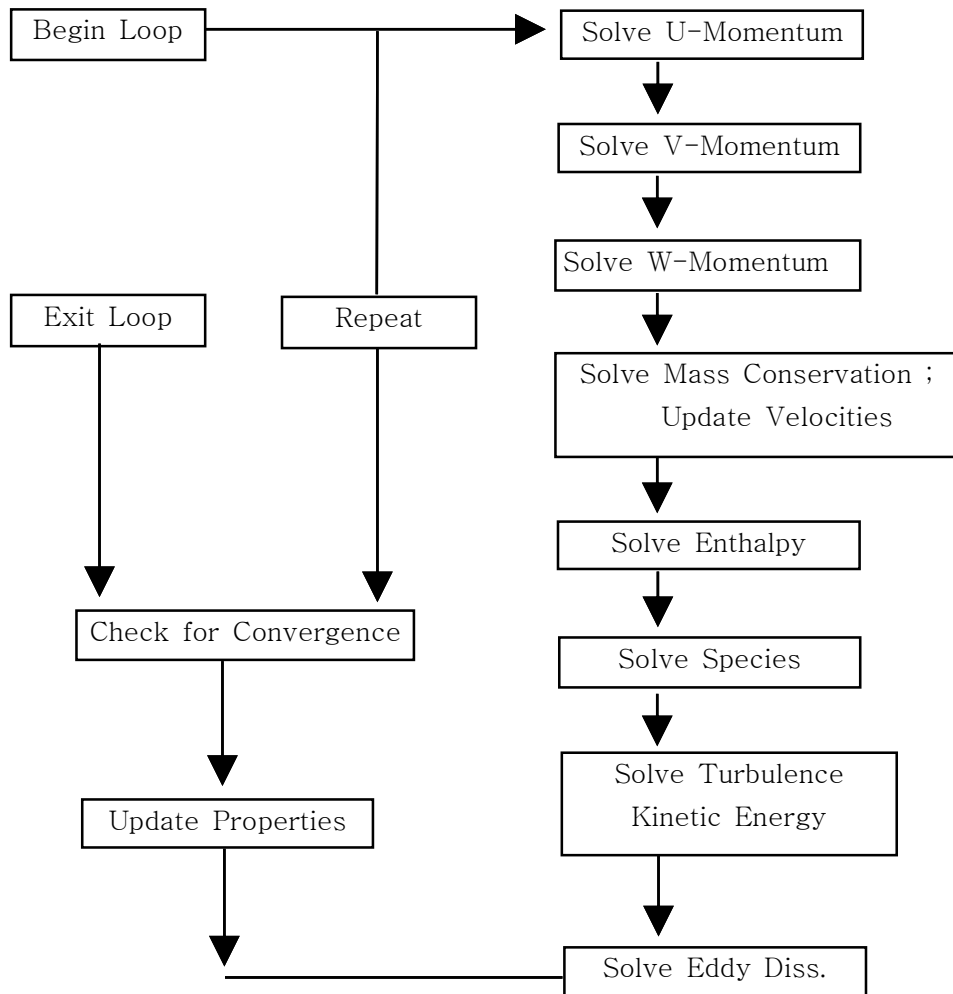 Begin Loop
Solve U-Momentum
Solve V-Momentum
Solve W-Momentum
Exit Loop
Repeat
Solve Mass Conservation ;
Update Velocities
Solve Enthalpy
Check for Convergence
Solve Species
Solve Turbulence
Kinetic Energy
Update Properties
Solve Eddy Diss.